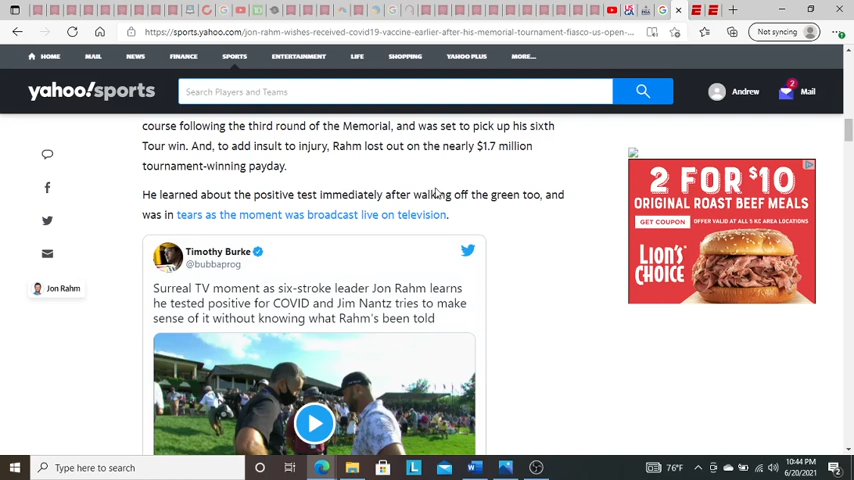 Not syncing
https://sports.yahoo.com/jon-rahm-wishes-received-covid19-vaccine-earlier-after-his-memorial-tournament-fiasco-us-open-...
HOME MAIL NEWS FINANCE SPORTS ENTERTAINMENT LIFE SHOPPING YAHOO PLUS MORE...
yahoo!sports
Search Players and Teams
Andrew
2
Mail
course following the third round of the Memorial, and was set to pick up his sixth
Tour win. And, to add insult to injury, Rahm lost out on the nearly $1.7 million
tournament-winning payday.
He learned about the positive test immediately after walking off the green too, and
was in tears as the moment was broadcast live on television.
Jon Rahm
Timothy Burke
@bubbaprog
Surreal TV moment as six-stroke leader Jon Rahm learns
he tested positive for COVID and Jim Nantz tries to make
sense of it without knowing what Rahm's been told
2 FOR $10
ORIGINAL ROAST BEEF MEALS
GET COUPON OFFER VALID AT ALL 5 KC AREA LOCATIONS
LION'S
CHOICE
Type here to search
76°F
10:44 PM
6/20/2021
2